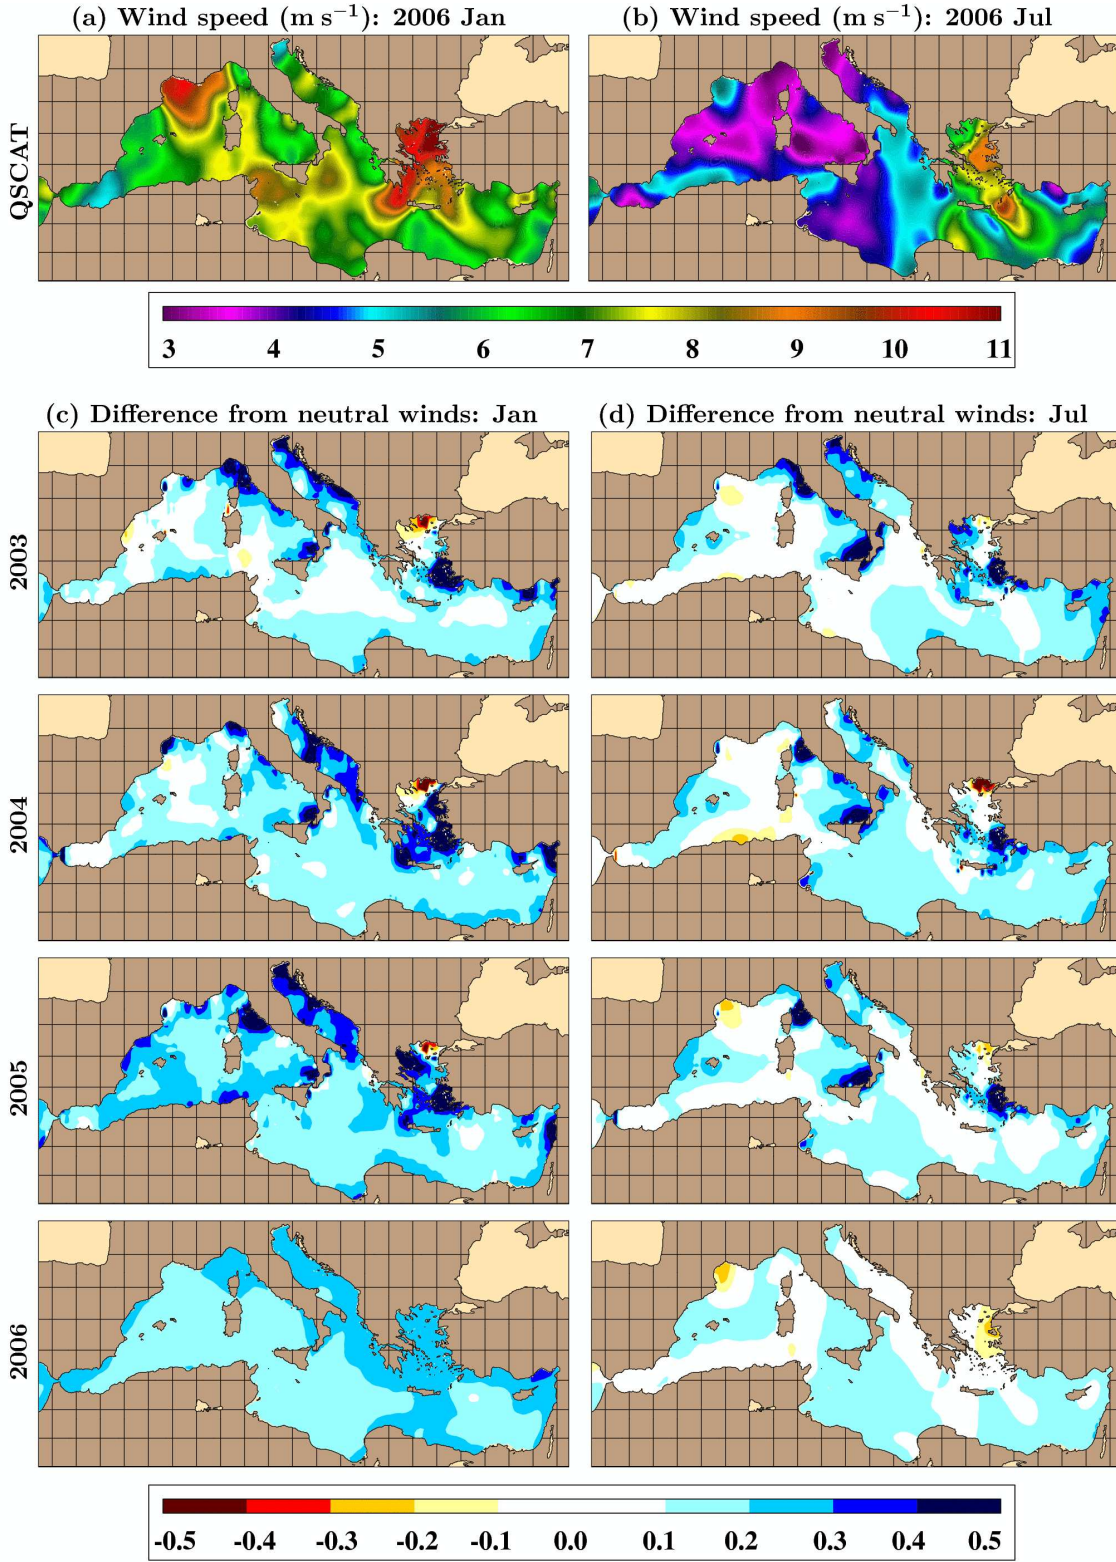 (a) Wind speed (m s⁻¹): 2006 Jan
(b) Wind speed (m s⁻¹): 2006 Jul
QSCAT
3 4 5 6 7 8 9 10 11
(c) Difference from neutral winds: Jan
(d) Difference from neutral winds: Jul
2003
2004
2005
2006
-0.5 -0.4 -0.3 -0.2 -0.1 0.0 0.1 0.2 0.3 0.4 0.5